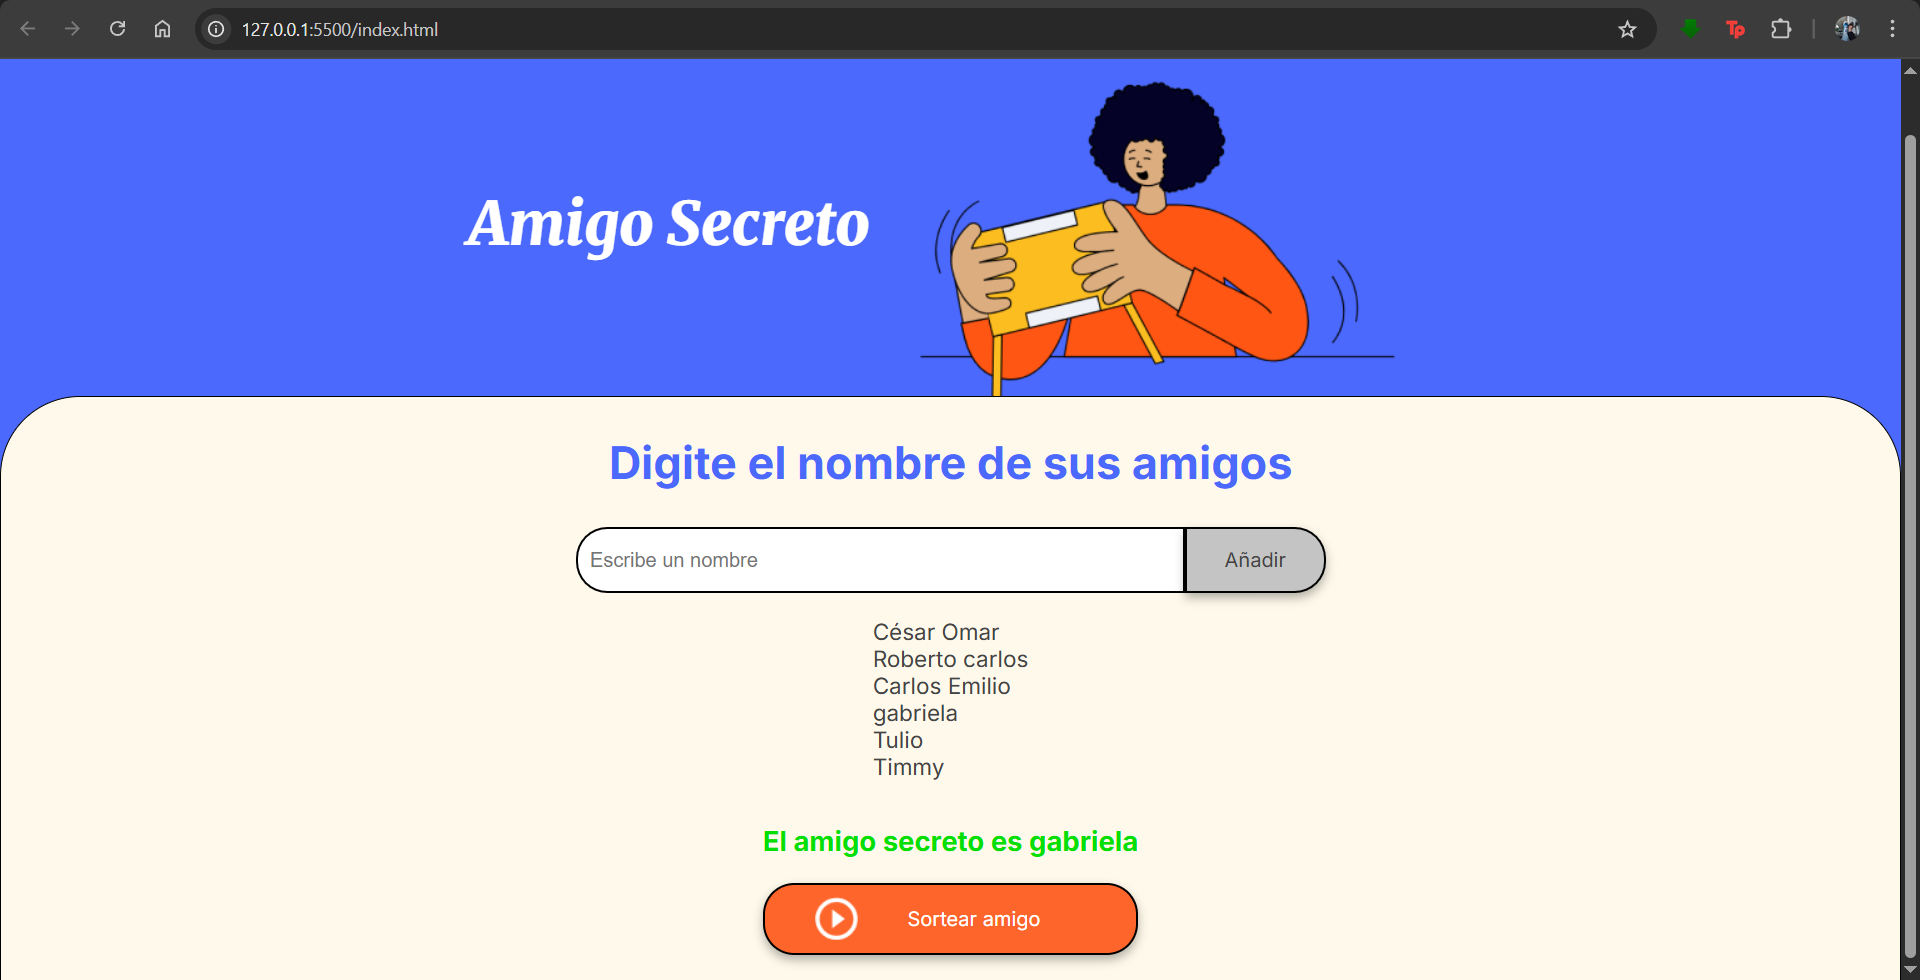 127.0.0.1:5500/index.html
Tp
Amigo Secreto
Digite el nombre de sus amigos
Escribe un nombre
Añadir
César Omar
Roberto carlos
Carlos Emilio
gabriela
Tulio
Timmy
El amigo secreto es gabriela
Sortear amigo